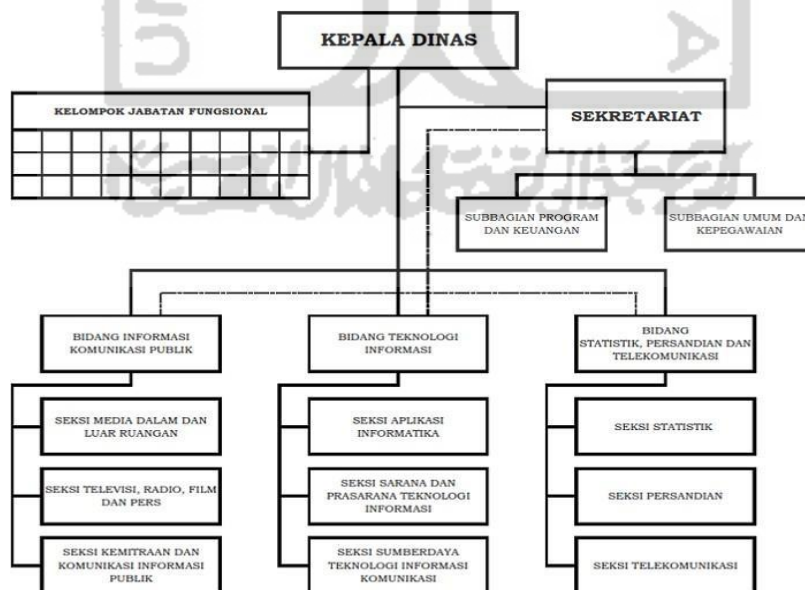 KEPALA DINAS
KELOMPOK JABATAN FUNGSIONAL
SEKRETARIAT
SUBBAGIAN PROGRAM
DAN KEUANGAN
SUBBAGIAN UMUM DAN
KEPEGAWAIAN
BIDANG INFORMASI
KOMUNIKASI PUBLIK
BIDANG TEKNOLOGI
INFORMASI
BIDANG
STATISTIK, PERSANDIAN DAN
TELEKOMUNIKASI
SEKSI MEDIA DALAM DAN
LUAR RUANGAN
SEKSI APLIKASI
INFORMATIKA
SEKSI STATISTIK
SEKSI TELEVISI, RADIO, FILM
DAN PERS
SEKSI SARANA DAN
PRASARANA TEKNOLOGI
INFORMASI
SEKSI PERSANDIAN
SEKSI KEMITRAAN DAN
KOMUNIKASI INFORMASI
PUBLIK
SEKSI SUMBERDAYA
TEKNOLOGI INFORMASI
KOMUNIKASI
SEKSI TELEKOMUNIKASI